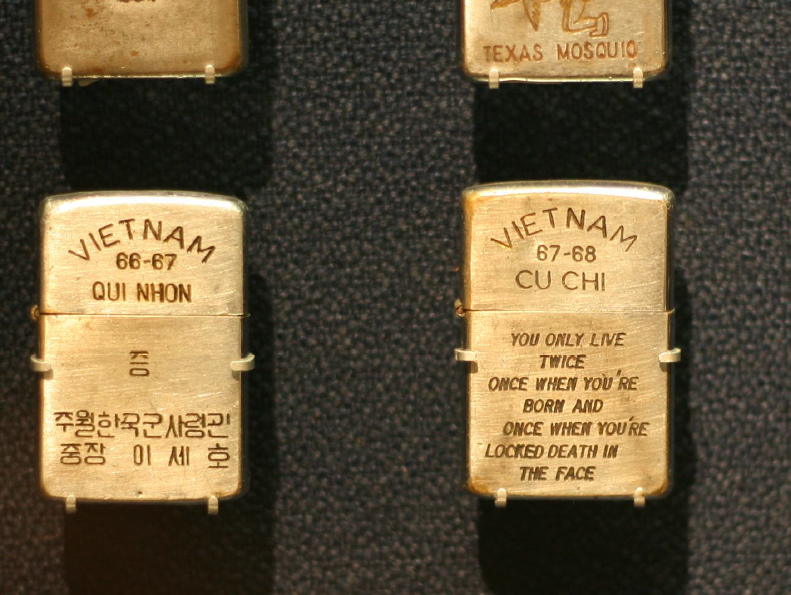 TEXAS MOSQUIO
VIETNAM
66-67
QUI NHON
증
주월한국군사령관
중장 이 세 호
VIETNAM
67-68
CU CHI
YOU ONLY LIVE
TWICE
ONCE WHEN YOU'RE
BORN AND
ONCE WHEN YOU'RE
LOCKED DEATH IN
THE FACE